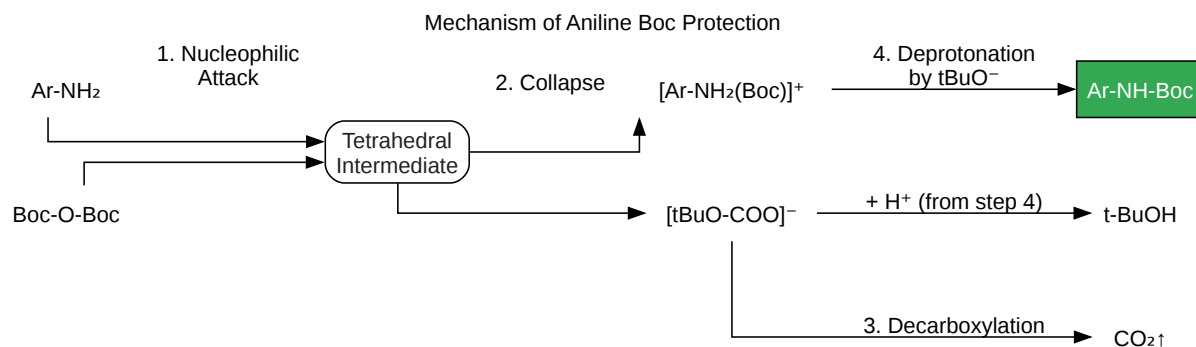 Mechanism of Aniline Boc Protection
1. Nucleophilic
Attack
4. Deprotonation
by tBuO⁻
2. Collapse
Ar-NH₂
[Ar-NH₂(Boc)]⁺
Ar-NH-Boc
Tetrahedral
Intermediate
Boc-O-Boc
[tBuO-COO]⁻
+ H⁺ (from step 4)
t-BuOH
3. Decarboxylation
CO₂↑